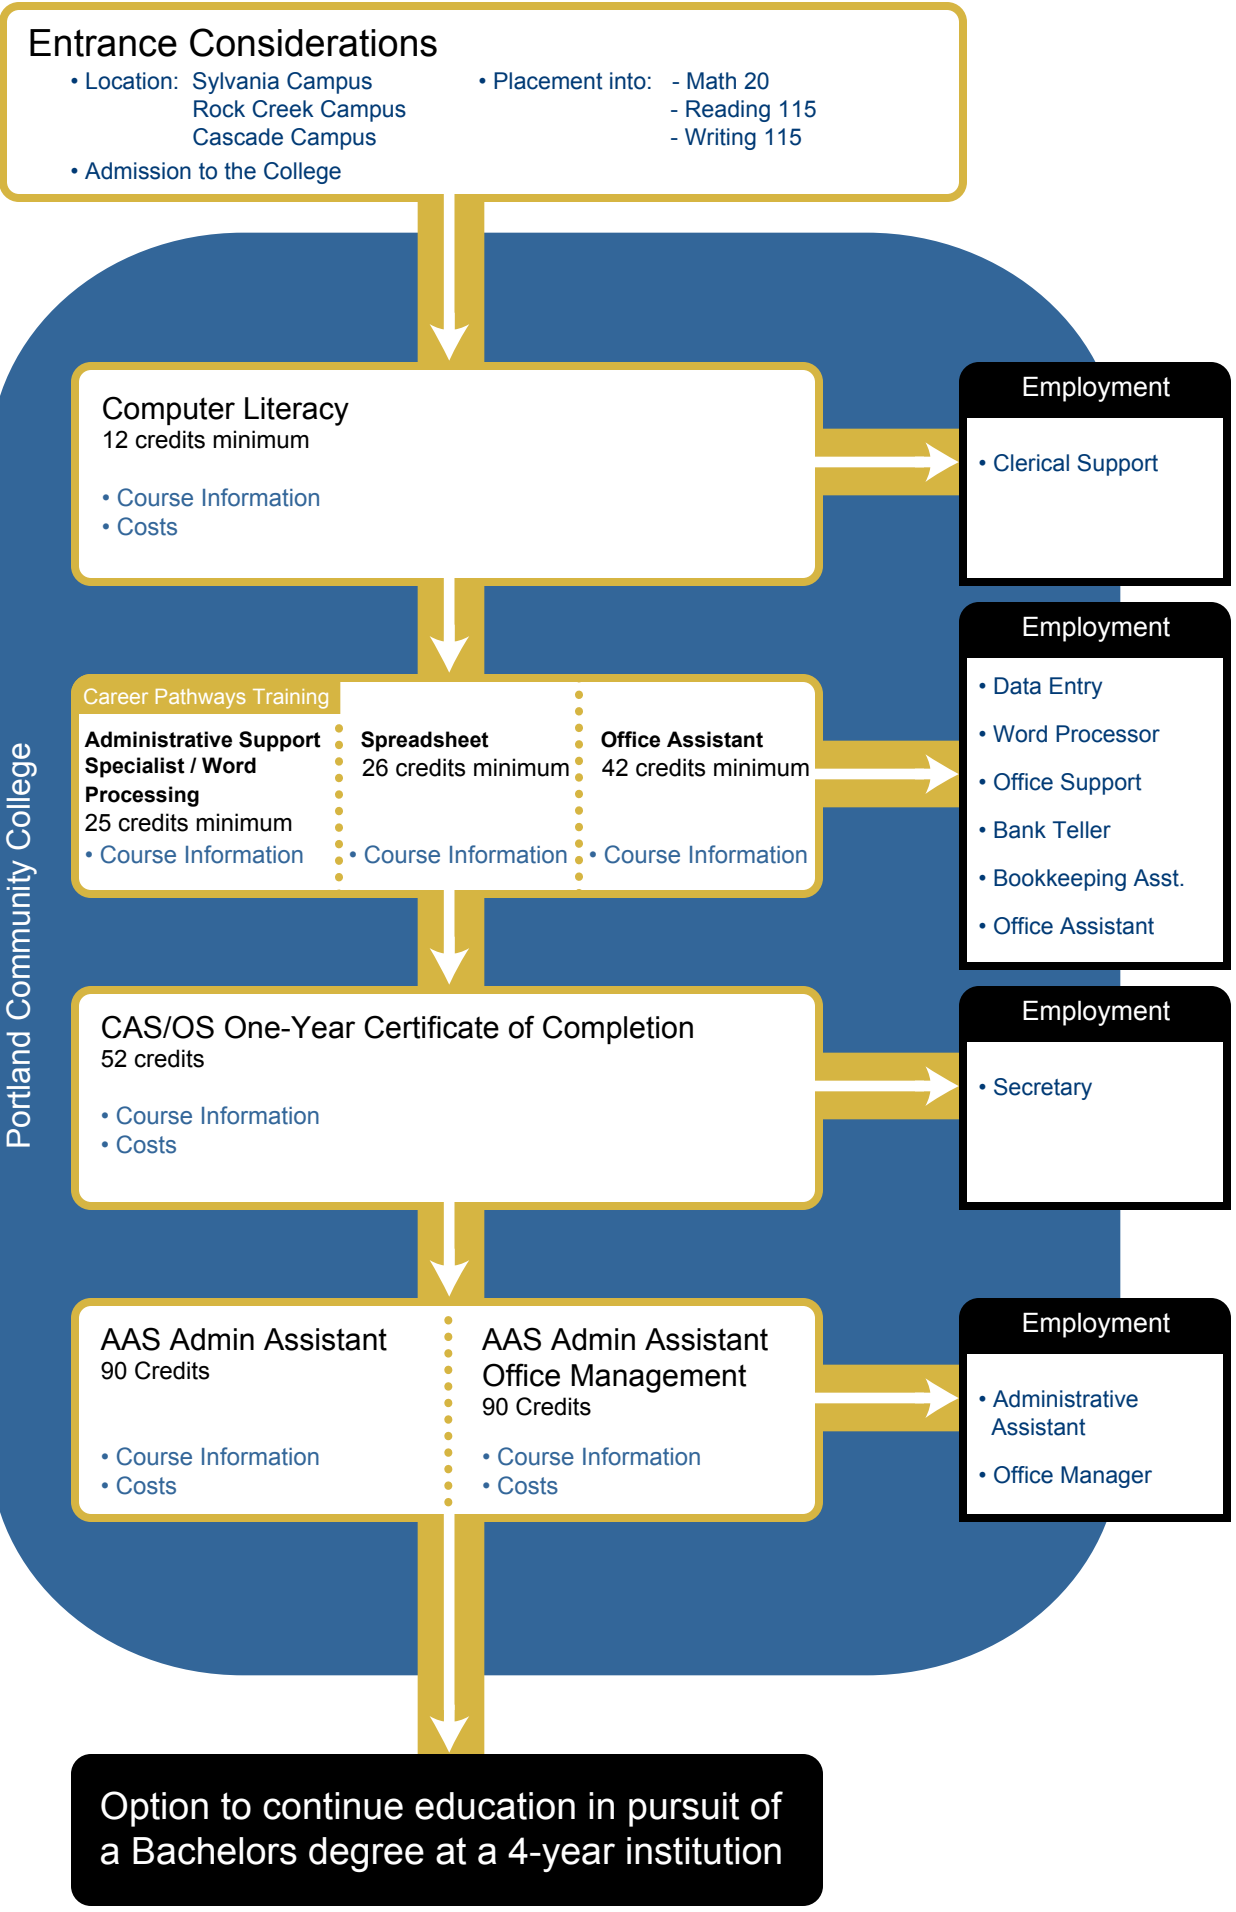 Entrance Considerations
• Location: Sylvania Campus
Rock Creek Campus
Cascade Campus
• Admission to the College
• Placement into: - Math 20
- Reading 115
- Writing 115
Portland Community College
Computer Literacy
12 credits minimum
• Course Information
• Costs
Employment
• Clerical Support
Career Pathways Training
Administrative Support
Specialist / Word
Processing
25 credits minimum
• Course Information
Spreadsheet
26 credits minimum
• Course Information
Office Assistant
42 credits minimum
• Course Information
Employment
• Data Entry
• Word Processor
• Office Support
• Bank Teller
• Bookkeeping Asst.
• Office Assistant
CAS/OS One-Year Certificate of Completion
52 credits
• Course Information
• Costs
Employment
• Secretary
AAS Admin Assistant
90 Credits
• Course Information
• Costs
AAS Admin Assistant
Office Management
90 Credits
• Course Information
• Costs
Employment
• Administrative
Assistant
• Office Manager
Option to continue education in pursuit of
a Bachelors degree at a 4-year institution